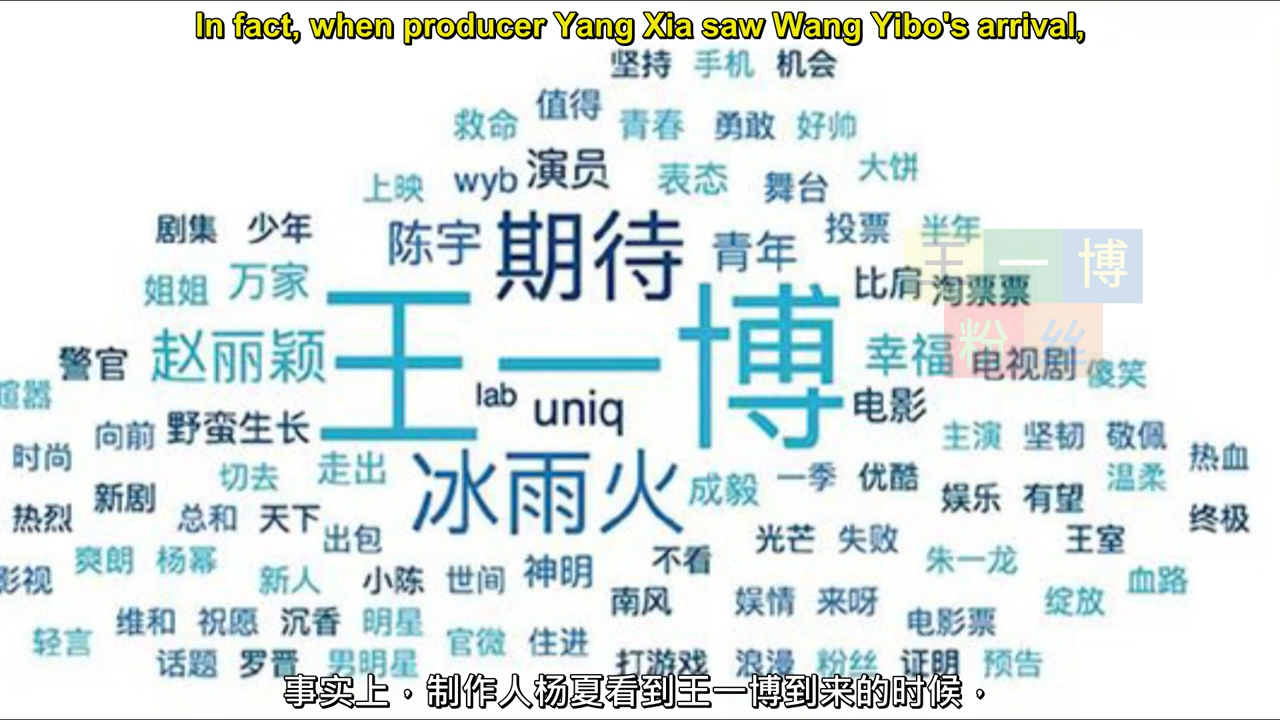 In fact, when producer Yang Xia saw Wang Yibo's arrival,
坚持 手机 机会
值得
救命 青春 勇敢 好帅
演员 大饼
上映 wyb 表态 舞台
剧集 少年 陈宇 期待 青年 投票 半年
姐姐 万家 比肩 淘票票
王一博
粉丝
警官 赵丽颖 王一博 幸福 电视剧 傻笑
喧嚣 lab uniq 电影
时尚 向前 野蛮生长 主演 坚韧 敬佩 热血
切去 走出 冰雨火 成毅 一季 优酷 温柔
热烈 新剧 总和 天下 娱乐 有望 终极
出包 光芒 失败 王室
爽朗 杨幂 不看 朱一龙
影视 新人 小陈 世间 神明 血路
南风 娱情 来呀 绽放
维和 祝愿 沉香 明星 电影票
轻言 官微 住进
话题 罗晋 男明星 打游戏 浪漫 粉丝 证明 预告
事实上，制作人杨夏看到王一博到来的时候，